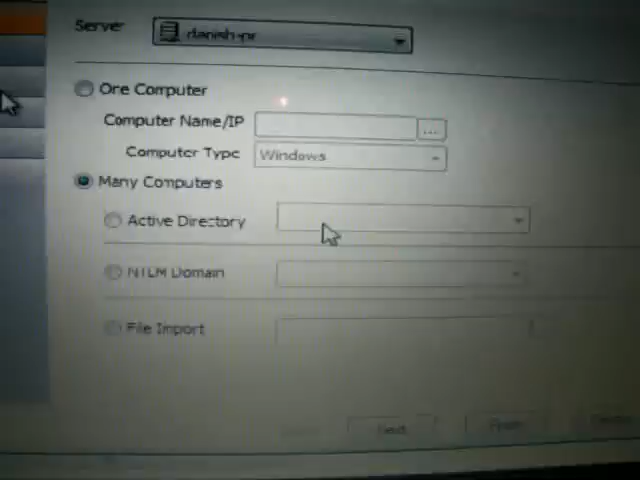 Server danish-pc
One Computer
Computer Name/IP ...
Computer Type Windows
Many Computers
Active Directory
NTLM Domain
File Import
Next